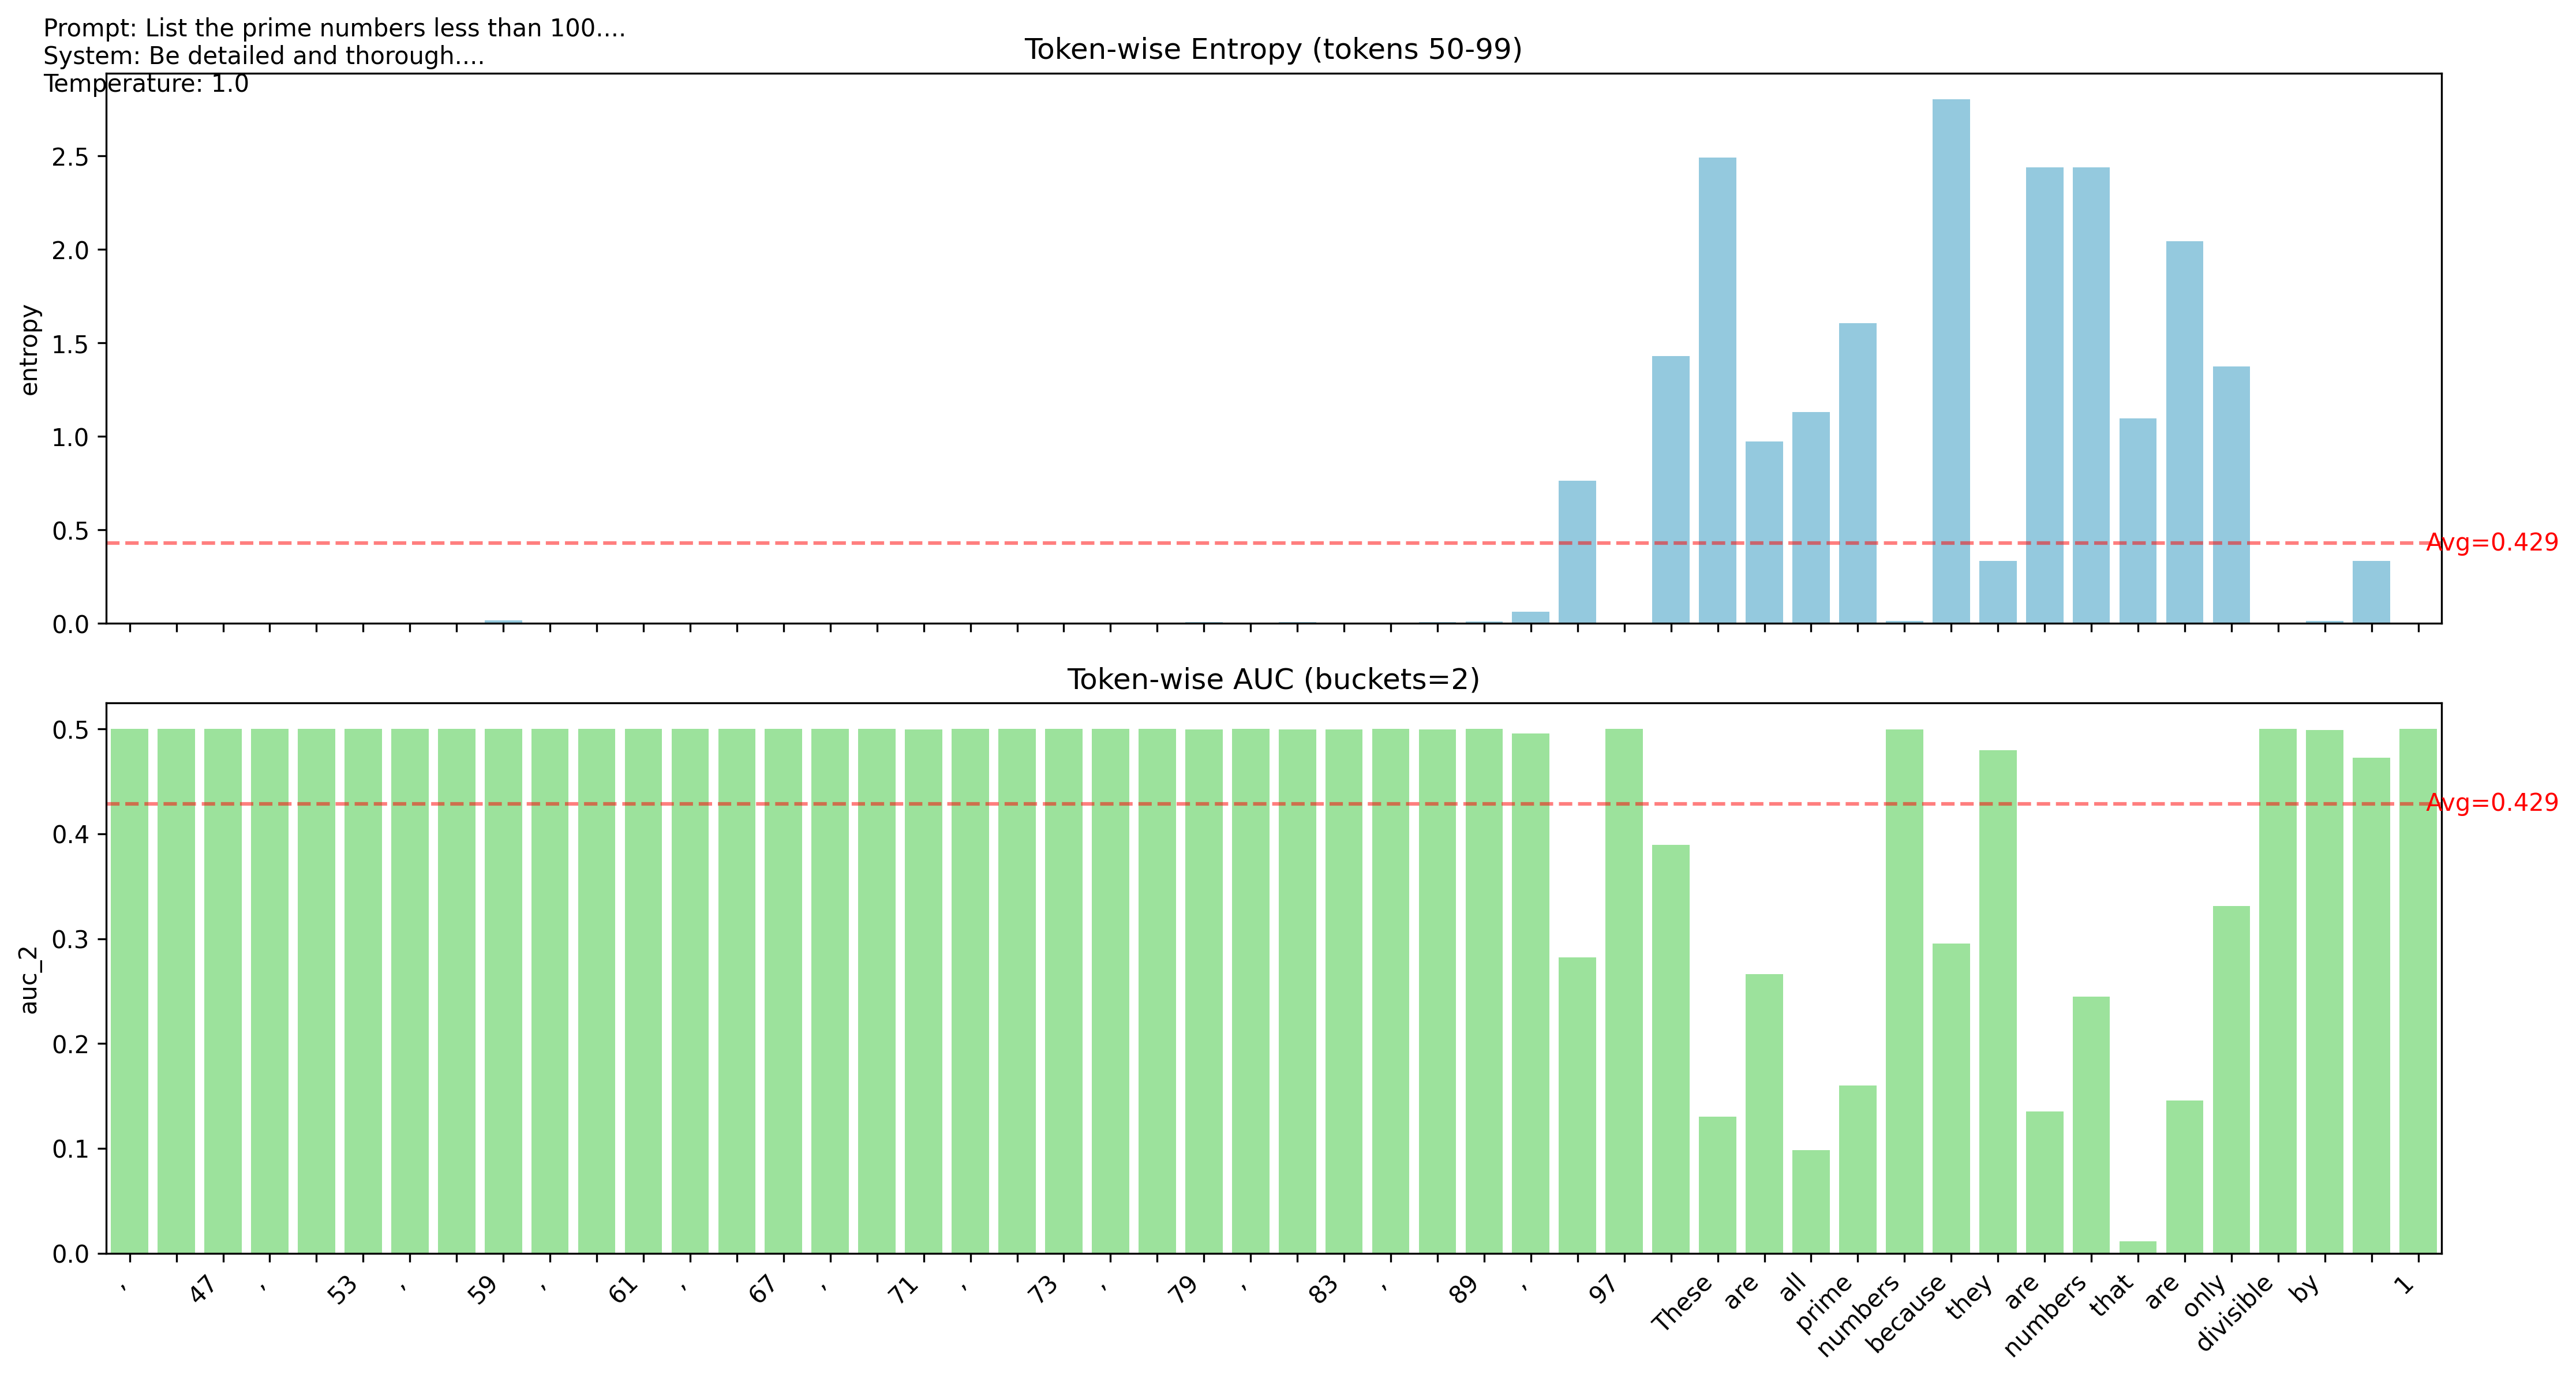 Prompt: List the prime numbers less than 100....
System: Be detailed and thorough....
Temperature: 1.0
Token-wise Entropy (tokens 50-99)
entropy
2.5
2.0
1.5
1.0
0.5
0.0
Avg=0.429
Token-wise AUC (buckets=2)
auc_2
0.5
0.4
0.3
0.2
0.1
0.0
Avg=0.429
, 47 , 53 , 59 , 61 , 67 , 71 , 73 , 79 , 83 , 89 , 97 These are all prime numbers because they are numbers that are only divisible by 1